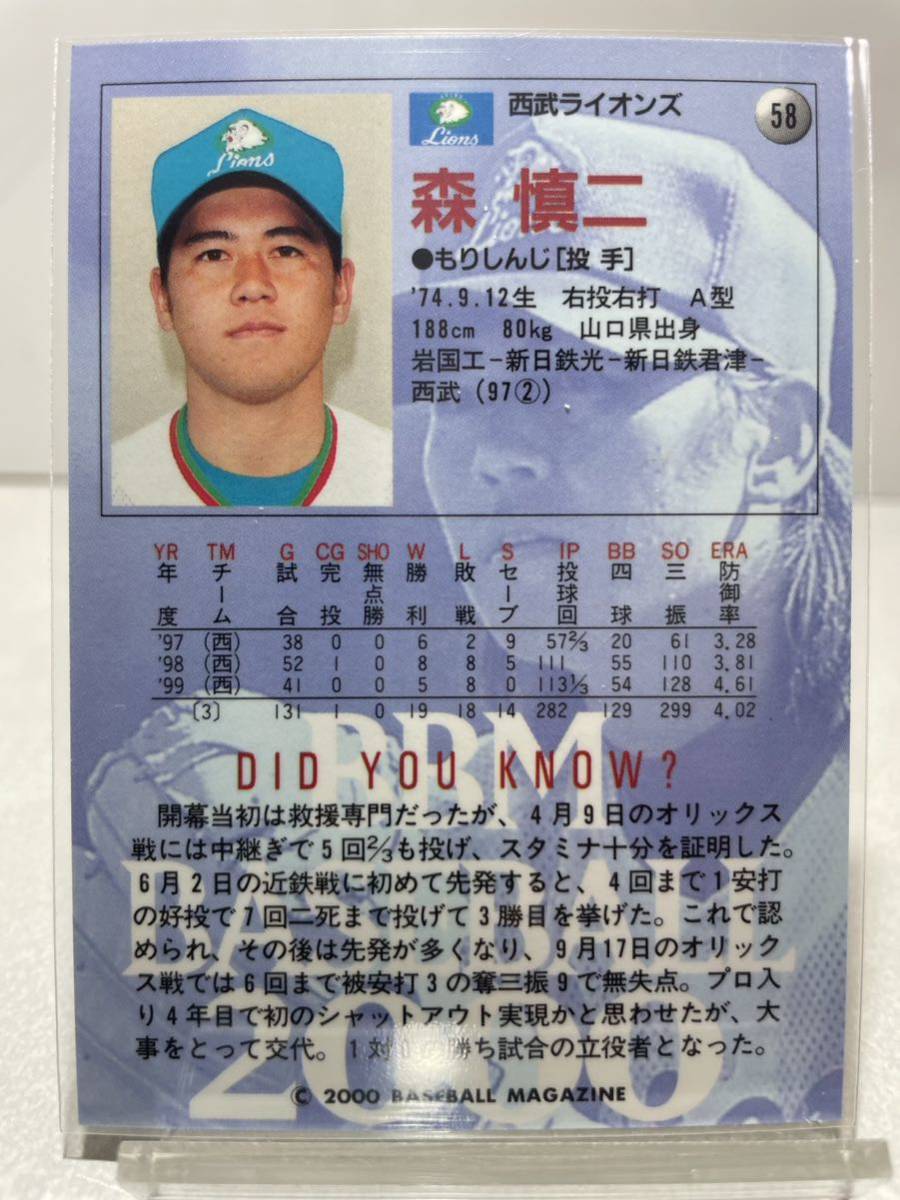 Lions
Lions
西武ライオンズ
58
森 慎二
●もりしんじ[投 手]
'74.9.12生 右投右打 A型
188cm 80kg 山口県出身
岩国工−新日鉄光−新日鉄君津−
西武 (97②))
YR TM G CG SHO W L S IP BB SO ERA
年度 チーム 試合 完投 無点勝 勝利 敗戦 セーブ 投球回 四球 三振 防御率
'97 (西) 38 0 0 6 2 9 57⅔ 20 61 3.28
'98 (西) 52 1 0 8 8 5 111 55 110 3.81
'99 (西) 41 0 0 5 8 0 113⅓ 54 128 4.61
〔3〕 131 1 0 19 18 14 282 129 299 4.02
BBM
DID YOU KNOW?
開幕当初は救援専門だったが、4月9日のオリックス
戦には中継ぎで5回⅔も投げ、スタミナ十分を証明した。
6月2日の近鉄戦に初めて先発すると、4回まで1安打
の好投で7回二死まで投げて3勝目を挙げた。これで認
められ、その後は先発が多くなり、9月17日のオリック
ス戦では6回まで被安打3の奪三振9で無失点。プロ入
り4年目で初のシャットアウト実現かと思わせたが、大
事をとって交代。1対0の勝ち試合の立役者となった。
BASEBALL
2000
© 2000 BASEBALL MAGAZINE